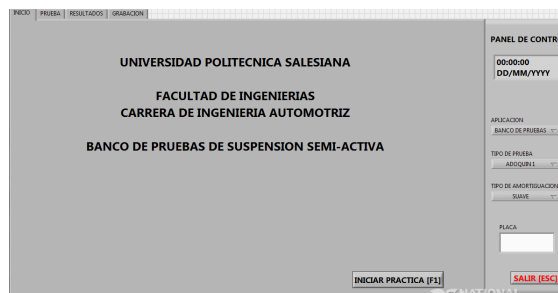 INICIO PRUEBA RESULTADOS GRABACION
UNIVERSIDAD POLITECNICA SALESIANA
FACULTAD DE INGENIERIAS
CARRERA DE INGENIERIA AUTOMOTRIZ
BANCO DE PRUEBAS DE SUSPENSION SEMI-ACTIVA
INICIAR PRACTICA [F1]
PANEL DE CONTR
00:00:00
DD/MM/YYYY
APLICACION
BANCO DE PRUEBAS
TIPO DE PRUEBA
ADOQUIN 1
TIPO DE AMORTIGUACION
SUAVE
PLACA
SALIR [ESC]
NATIONAL